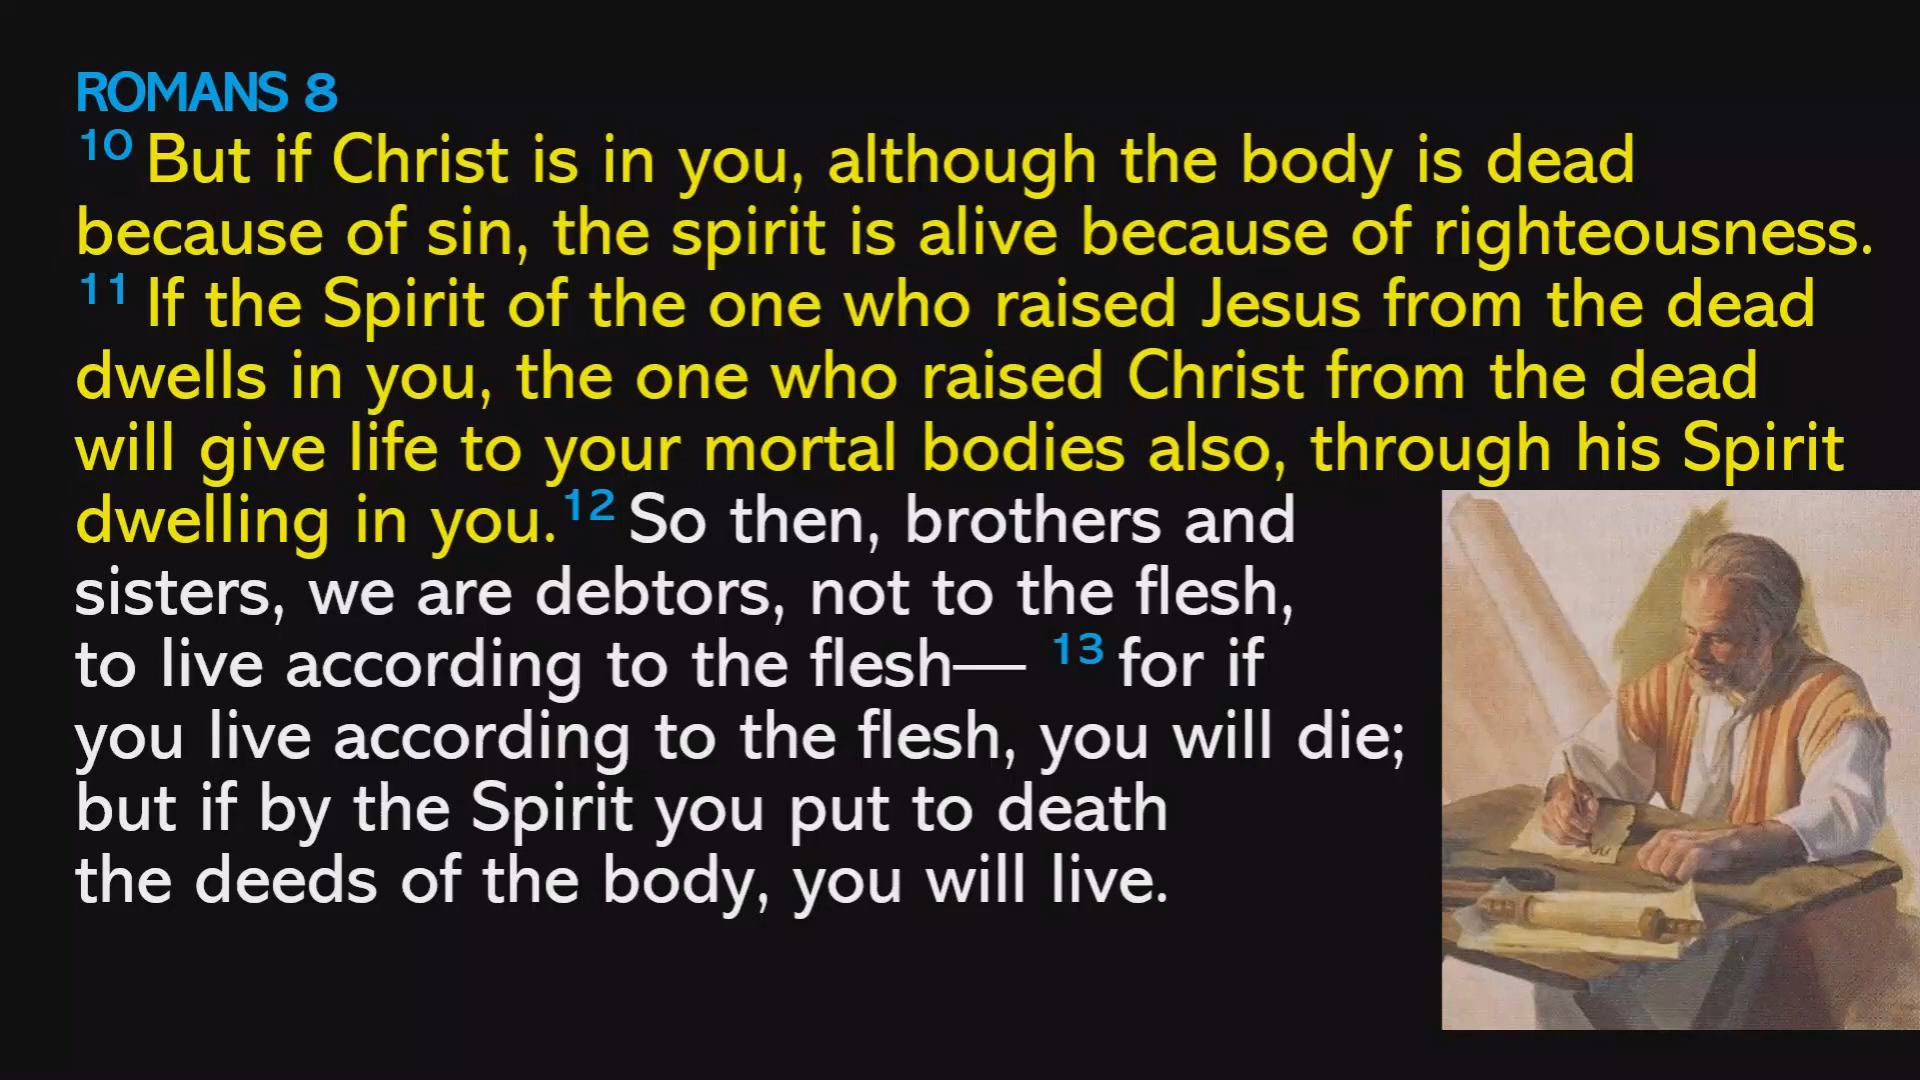 ROMANS 8
10 But if Christ is in you, although the body is dead
because of sin, the spirit is alive because of righteousness.
11 If the Spirit of the one who raised Jesus from the dead
dwells in you, the one who raised Christ from the dead
will give life to your mortal bodies also, through his Spirit
dwelling in you.12 So then, brothers and
sisters, we are debtors, not to the flesh,
to live according to the flesh— 13 for if
you live according to the flesh, you will die;
but if by the Spirit you put to death
the deeds of the body, you will live.